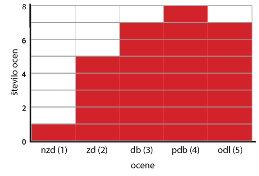 število ocen
8
6
4
2
0
nzd (1) zd (2) db (3) pdb (4) odl (5)
ocene